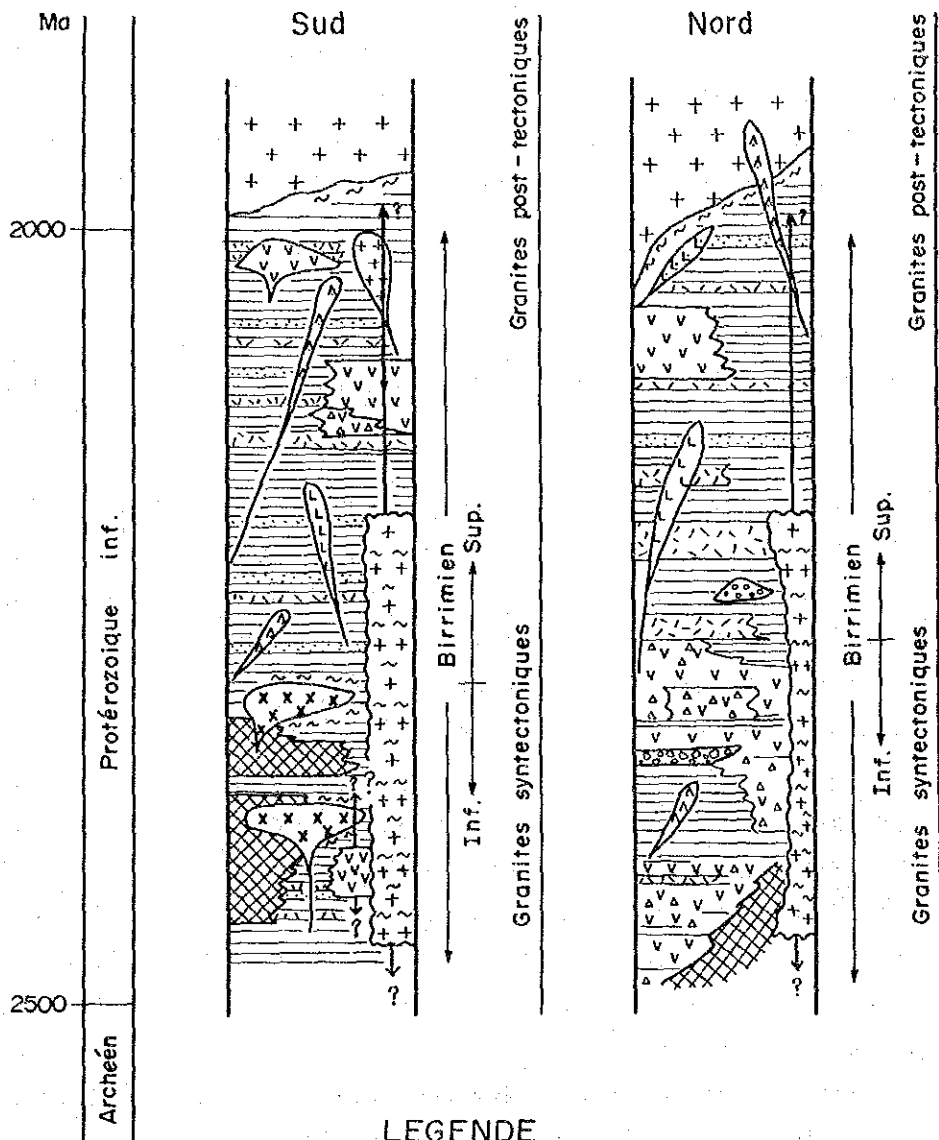 Ma
Sud
Nord
Granites post-tectoniques
Granites post-tectoniques
2000
?
?
Protérozoique inf.
Birrimien
Sup.
Inf.
Granites syntectoniques
Birrimien
Sup.
Inf.
Granites syntectoniques
?
?
?
?
?
2500
Archéen
LEGENDE